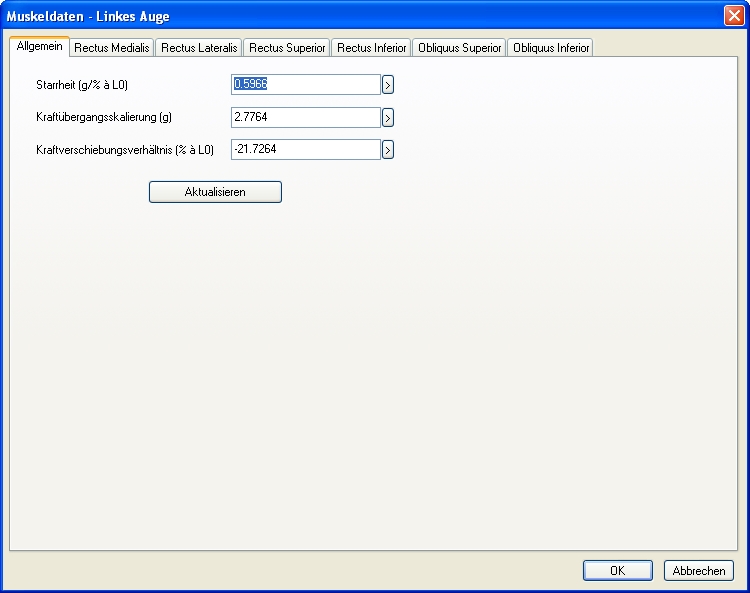 Muskeldaten - Linkes Auge
Allgemein Rectus Medialis Rectus Lateralis Rectus Superior Rectus Inferior Obliquus Superior Obliquus Inferior
Starrheit (g/% à L0) 0.5966 >
Kraftübergangsskalierung (g) 2.7764 >
Kraftverschiebungsverhältnis (% à L0) -21.7264 >
Aktualisieren
OK Abbrechen